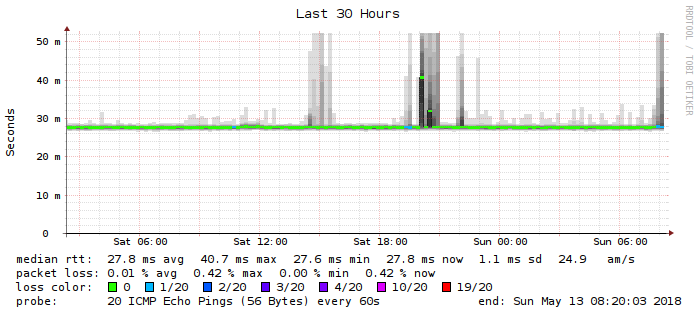 Last 30 Hours
RRDTOOL / TOBI OETIKER
Seconds
50 m
40 m
30 m
20 m
10 m
0
Sat 06:00 Sat 12:00 Sat 18:00 Sun 00:00 Sun 06:00
median rtt: 27.8 ms avg 40.7 ms max 27.6 ms min 27.8 ms now 1.1 ms sd 24.9 am/s
packet loss: 0.01 % avg 0.42 % max 0.00 % min 0.42 % now
loss color: 0 1/20 2/20 3/20 4/20 10/20 19/20
probe: 20 ICMP Echo Pings (56 Bytes) every 60s end: Sun May 13 08:20:03 2018